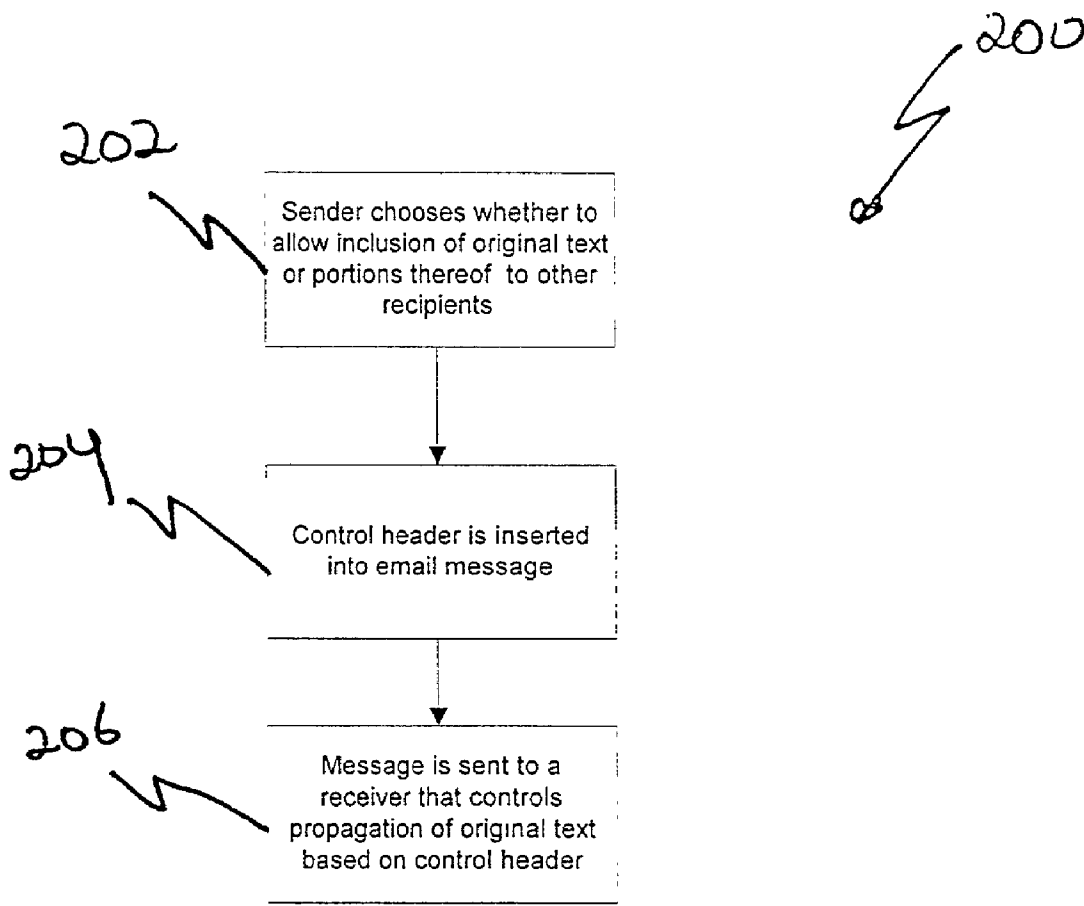 200
202
Sender chooses whether to
allow inclusion of original text
or portions thereof to other
recipients
204
Control header is inserted
into email message
206
Message is sent to a
receiver that controls
propagation of original text
based on control header